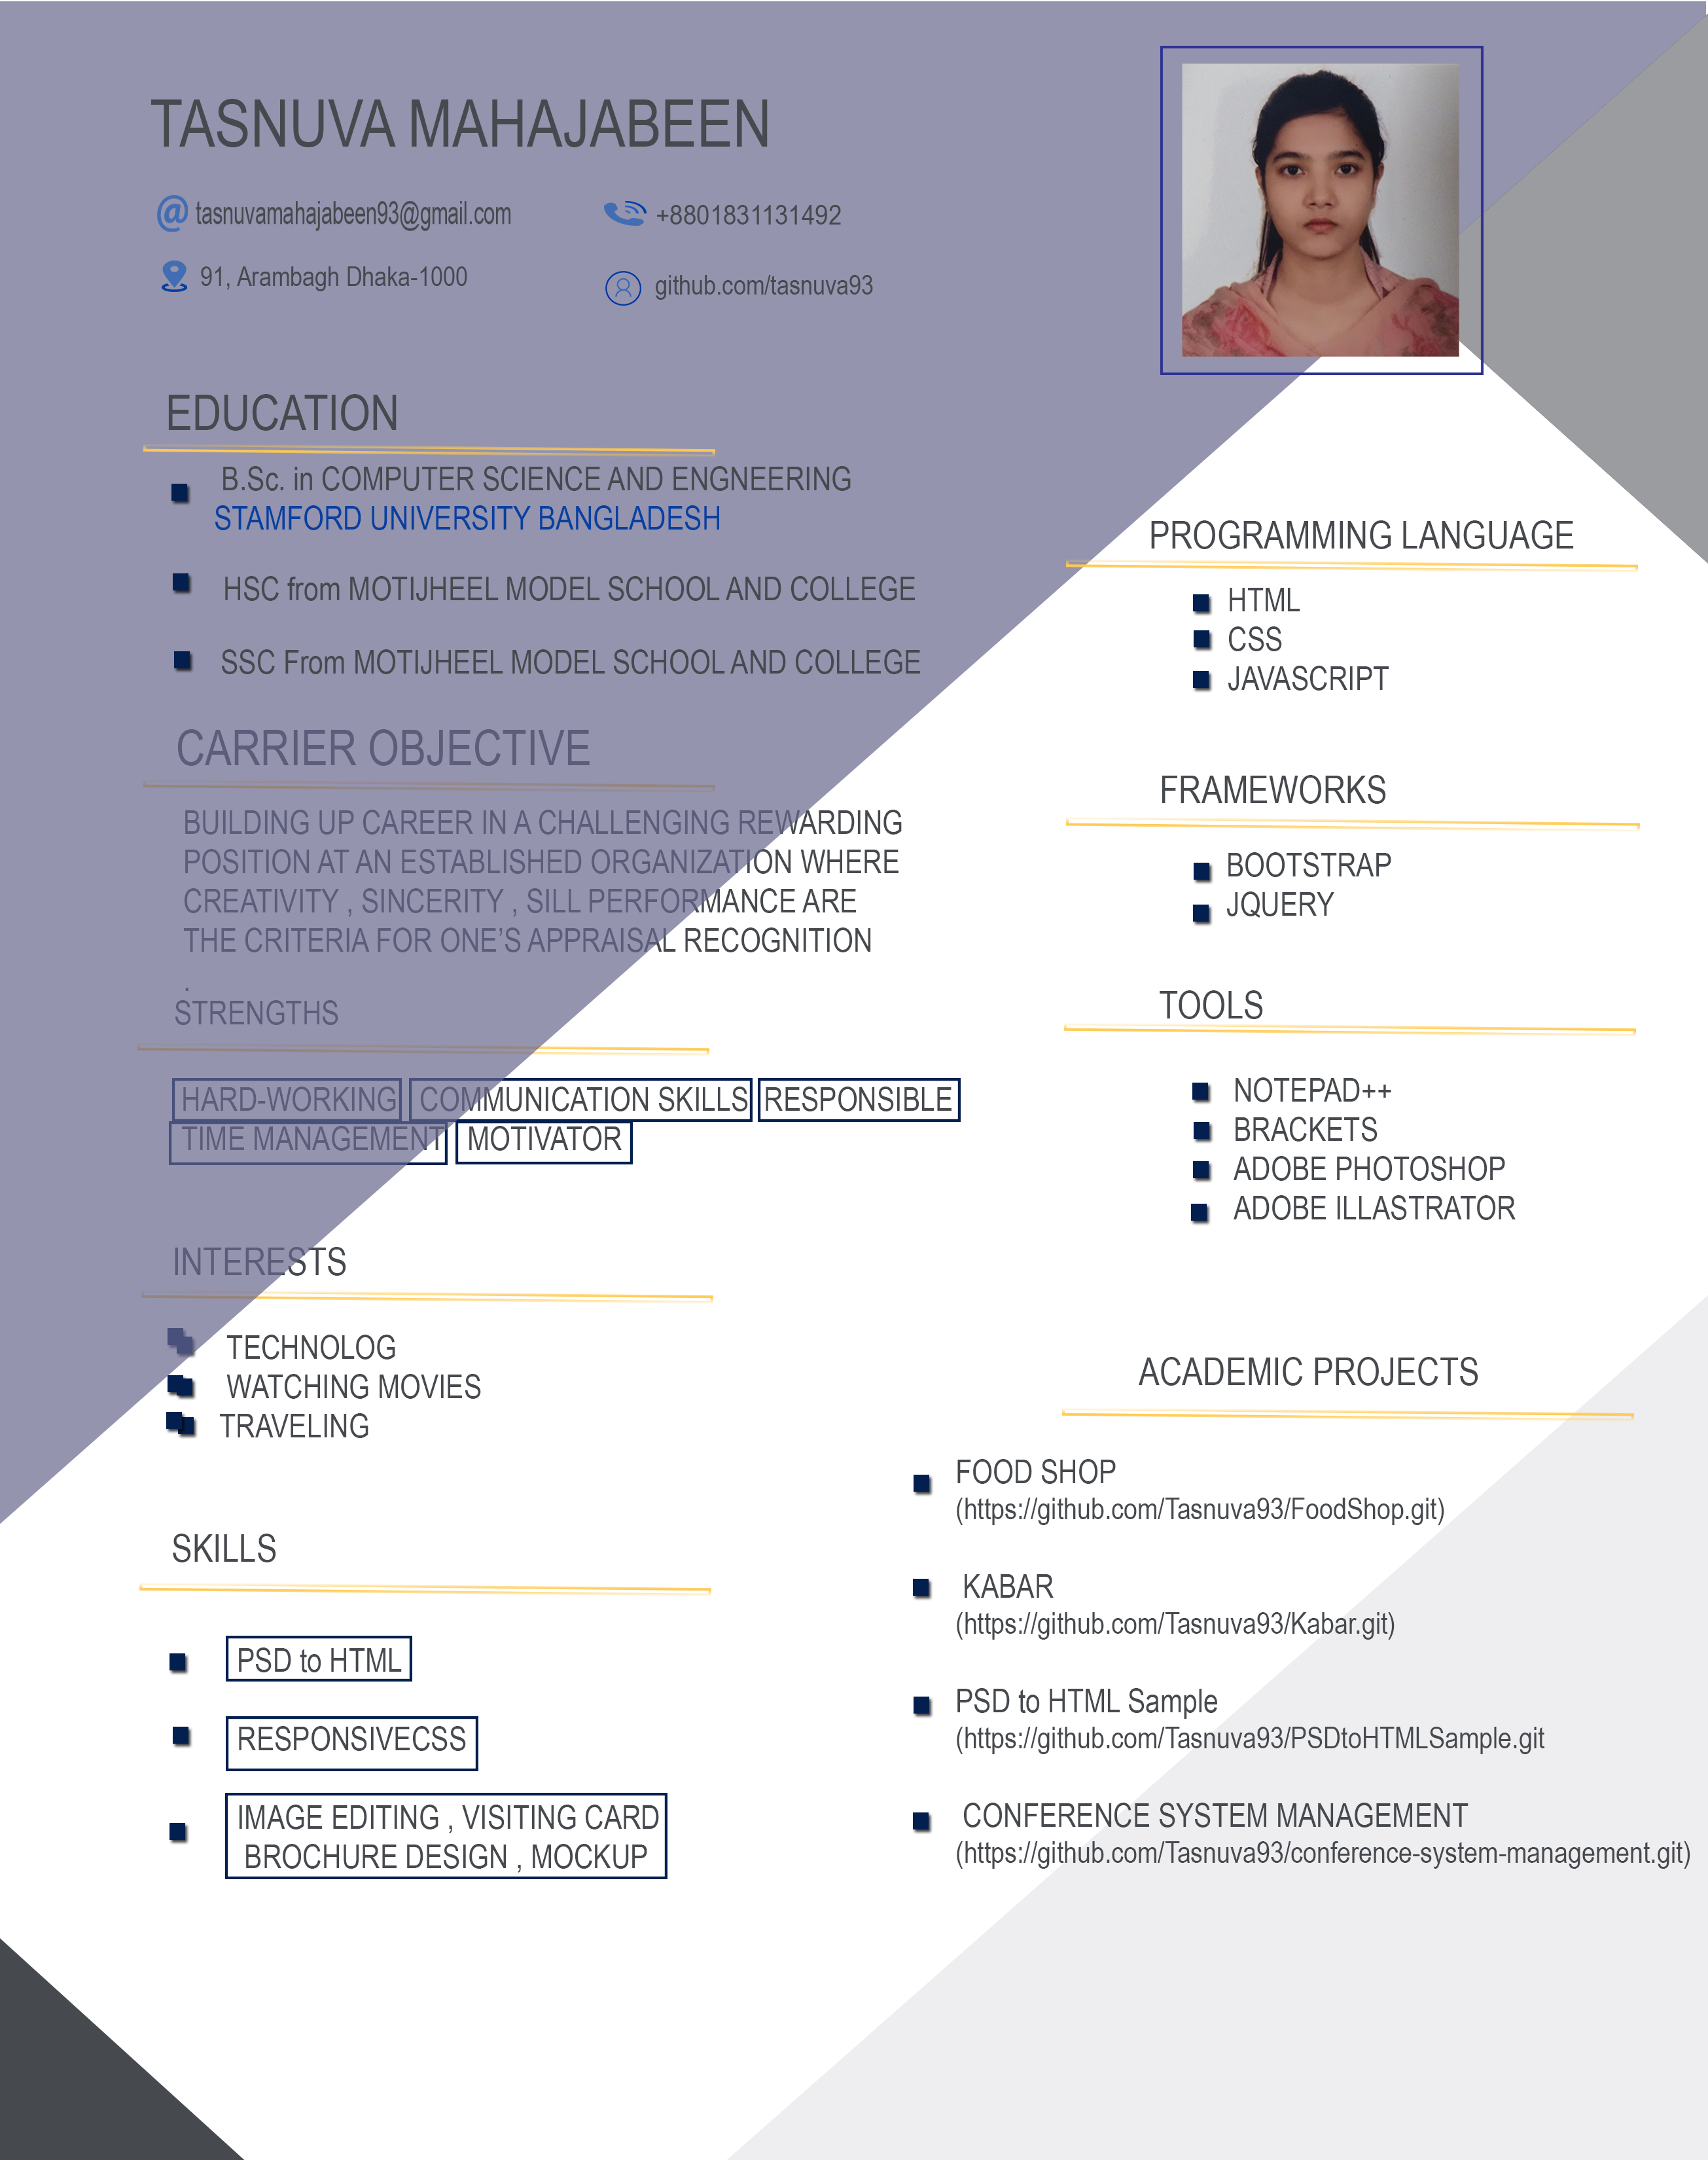 TASNUVA MAHAJABEEN
tasnuvamahajabeen93@gmail.com
+8801831131492
91, Arambagh Dhaka-1000
github.com/tasnuva93
EDUCATION
B.Sc. in COMPUTER SCIENCE AND ENGNEERING
STAMFORD UNIVERSITY BANGLADESH
HSC from MOTIJHEEL MODEL SCHOOL AND COLLEGE
SSC From MOTIJHEEL MODEL SCHOOL AND COLLEGE
CARRIER OBJECTIVE
BUILDING UP CAREER IN A CHALLENGING REWARDING
POSITION AT AN ESTABLISHED ORGANIZATION WHERE
CREATIVITY , SINCERITY , SILL PERFORMANCE ARE
THE CRITERIA FOR ONE’S APPRAISAL RECOGNITION
.
STRENGTHS
HARD-WORKING COMMUNICATION SKILLS RESPONSIBLE
TIME MANAGEMENT MOTIVATOR
INTERESTS
TECHNOLOG
WATCHING MOVIES
TRAVELING
SKILLS
PSD to HTML
RESPONSIVECSS
IMAGE EDITING , VISITING CARD
BROCHURE DESIGN , MOCKUP
PROGRAMMING LANGUAGE
HTML
CSS
JAVASCRIPT
FRAMEWORKS
BOOTSTRAP
JQUERY
TOOLS
NOTEPAD++
BRACKETS
ADOBE PHOTOSHOP
ADOBE ILLASTRATOR
ACADEMIC PROJECTS
FOOD SHOP
(https://github.com/Tasnuva93/FoodShop.git)
KABAR
(https://github.com/Tasnuva93/Kabar.git)
PSD to HTML Sample
(https://github.com/Tasnuva93/PSDtoHTMLSample.git
CONFERENCE SYSTEM MANAGEMENT
(https://github.com/Tasnuva93/conference-system-management.git)